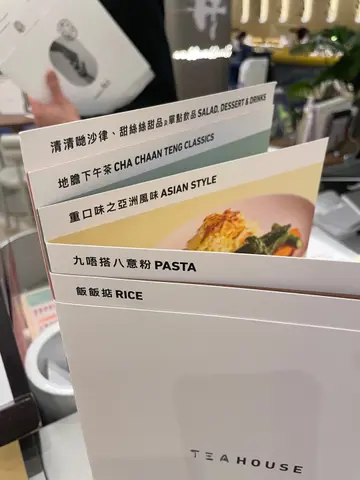 清清哋沙律、甜絲絲甜品及單點飲品 SALAD, DESSERT & DRINKS
地膽下午茶 CHA CHAAN TENG CLASSICS
重口味之亞洲風味 ASIAN STYLE
九唔搭八意粉 PASTA
飯飯掂 RICE
TEA HOUSE